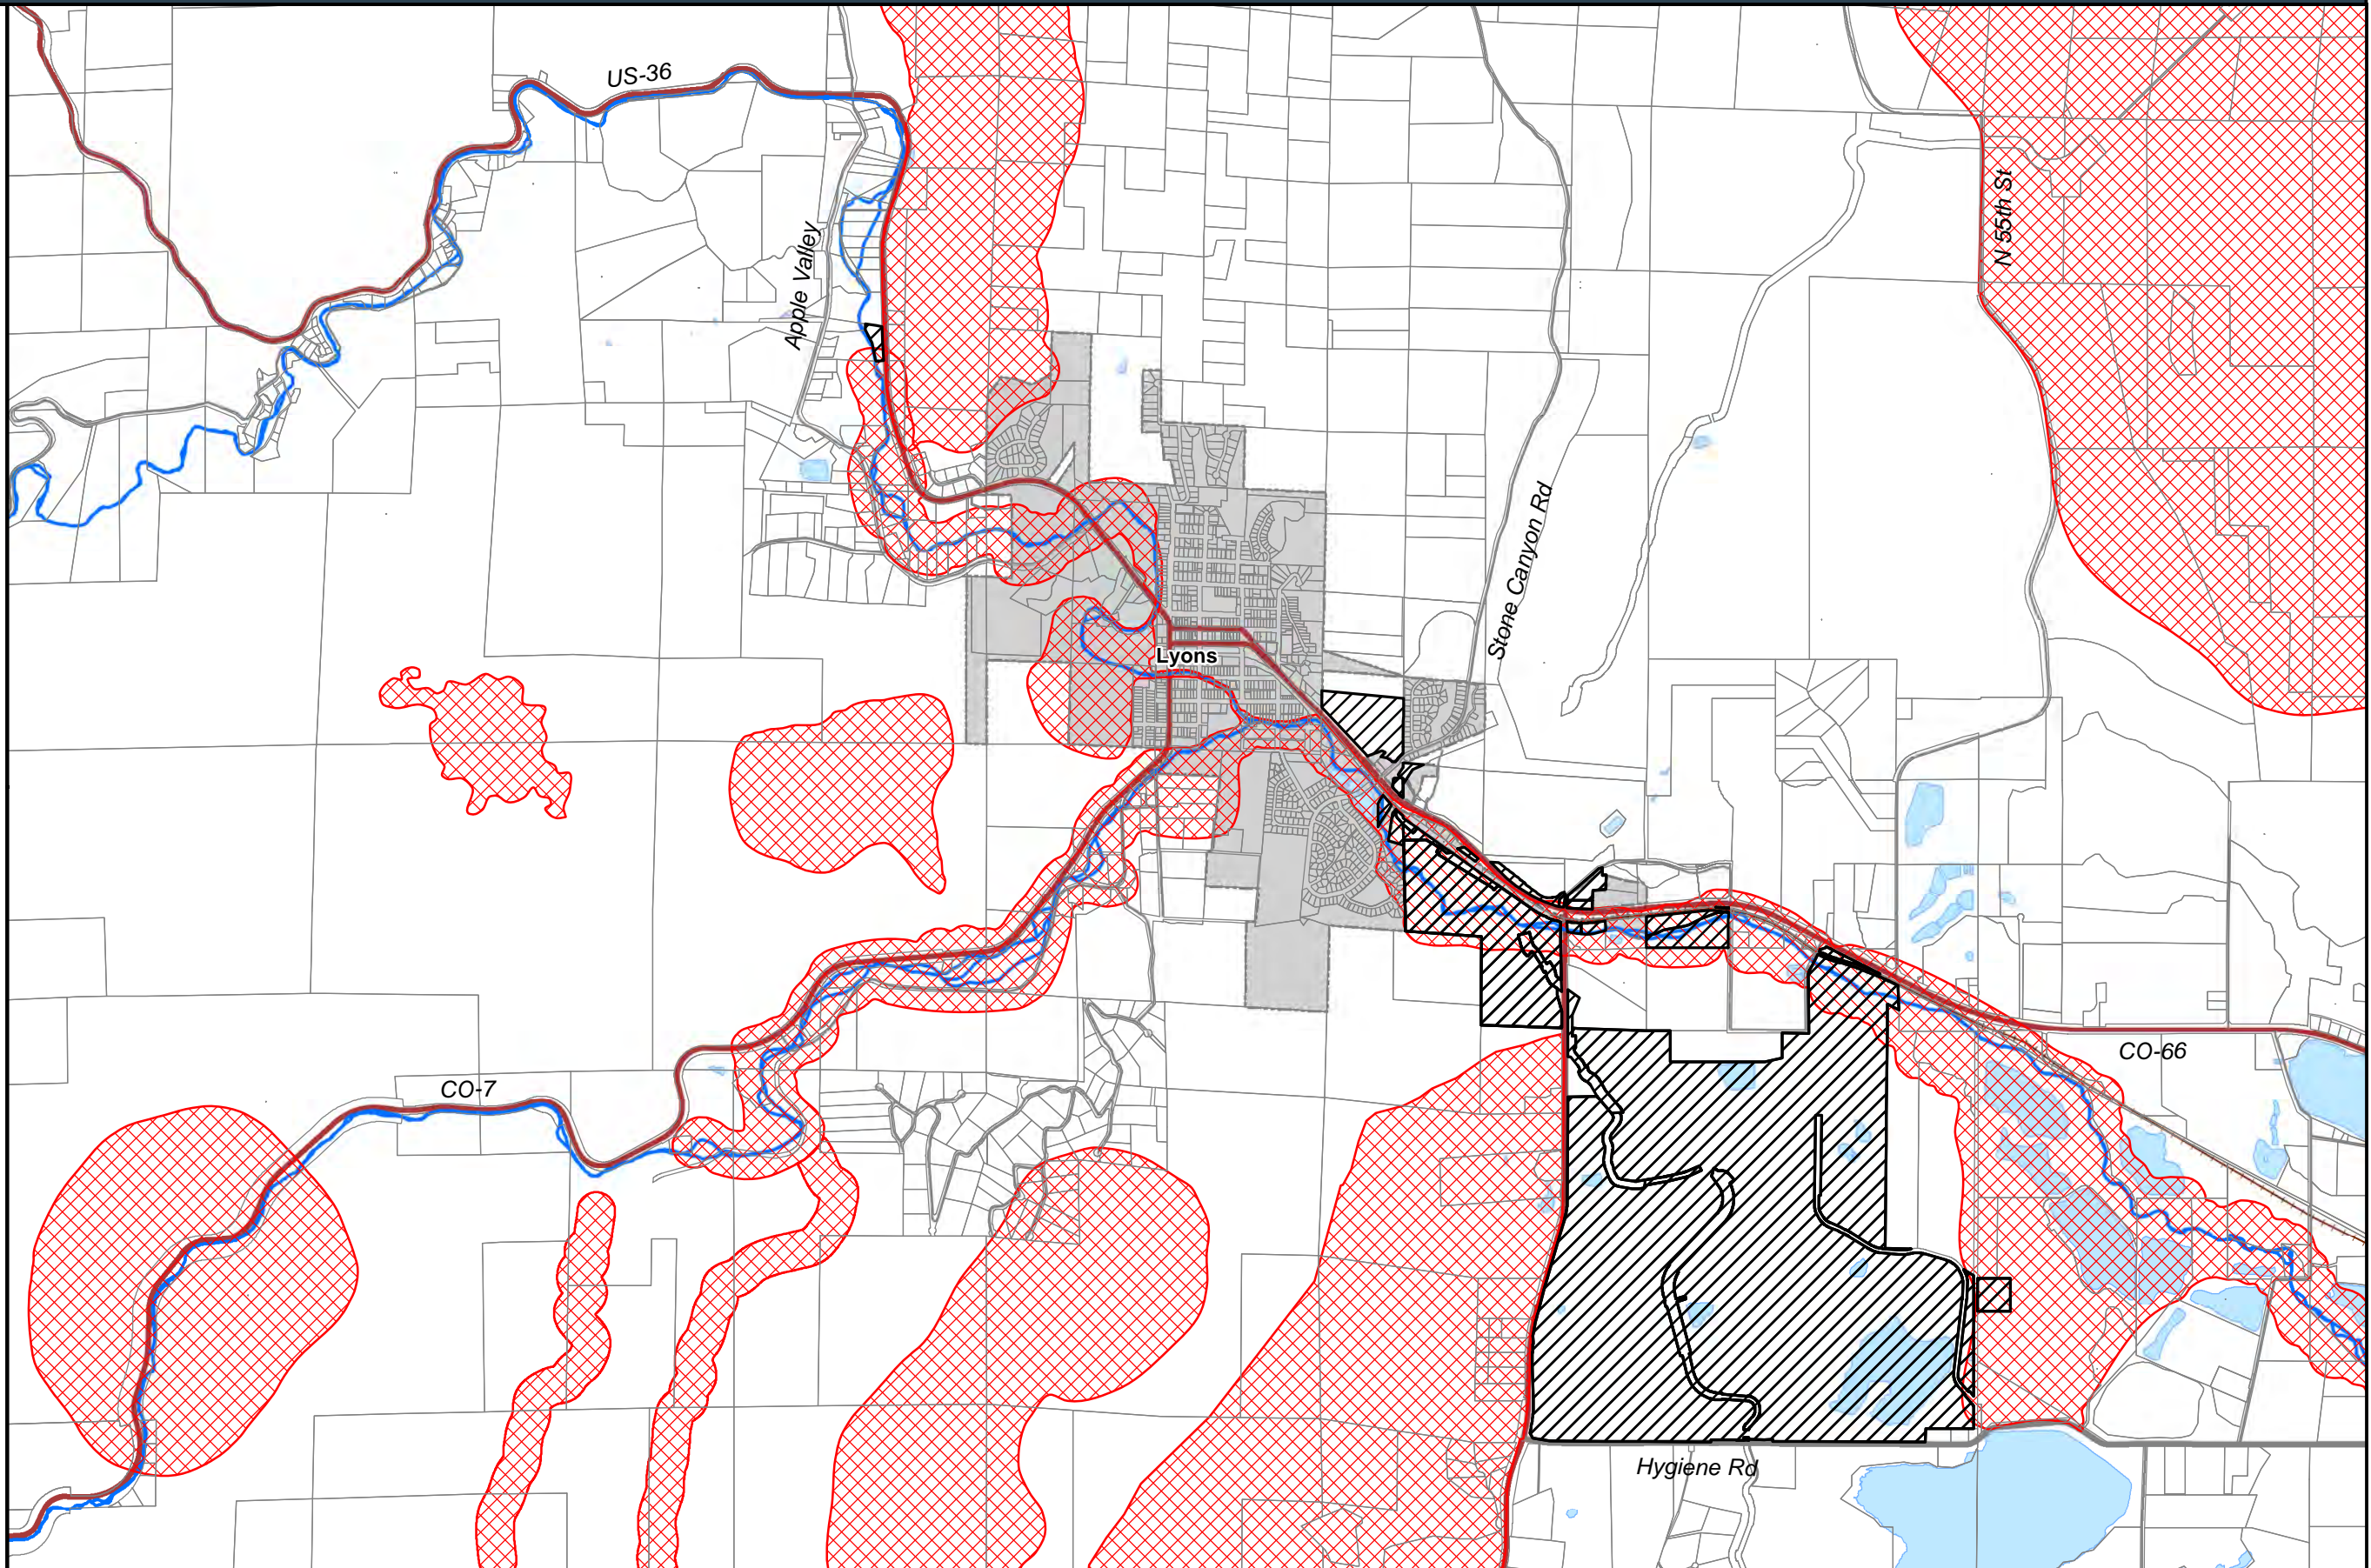 US-36
N 55th St
Apple Valley
Stone Canyon Rd
Lyons
CO-66
CO-7
Hygiene Rd